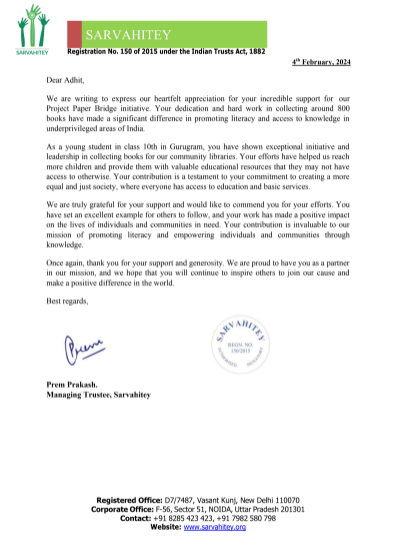 SARVAHITEY
SARVAHITEY
Registration No. 150 of 2015 under the Indian Trusts Act, 1882
4th February, 2024
Dear Adhit,
We are writing to express our heartfelt appreciation for your incredible support for our
Project Paper Bridge initiative. Your dedication and hard work in collecting around 800
books have made a significant difference in promoting literacy and access to knowledge in
underprivileged areas of India.
As a young student in class 10th in Gurugram, you have shown exceptional initiative and
leadership in collecting books for our community libraries. Your efforts have helped us reach
more children and provide them with valuable educational resources that they may not have
access to otherwise. Your contribution is a testament to your commitment to creating a more
equal and just society, where everyone has access to education and basic services.
We are truly grateful for your support and would like to commend you for your efforts. You
have set an excellent example for others to follow, and your work has made a positive impact
on the lives of individuals and communities in need. Your contribution is invaluable to our
mission of promoting literacy and empowering individuals and communities through
knowledge.
Once again, thank you for your support and generosity. We are proud to have you as a partner
in our mission, and we hope that you will continue to inspire others to join our cause and
make a positive difference in the world.
Best regards,
Prem
SARVAHITEY
REGN NO.
150/2015
Prem Prakash.
Managing Trustee, Sarvahitey
Registered Office: D7/7487, Vasant Kunj, New Delhi 110070
Corporate Office: F-56, Sector 51, NOIDA, Uttar Pradesh 201301
Contact: +91 8285 423 423, +91 7982 580 798
Website: www.sarvahitey.org